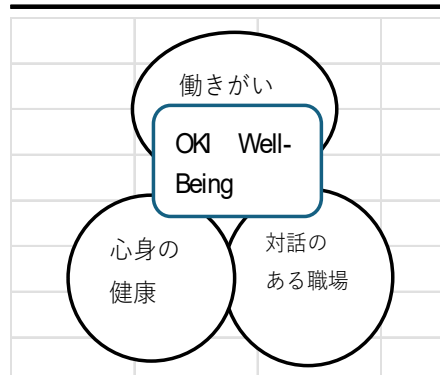 働きがい
OKI Well-
Being
心身の
健康
対話の
ある職場